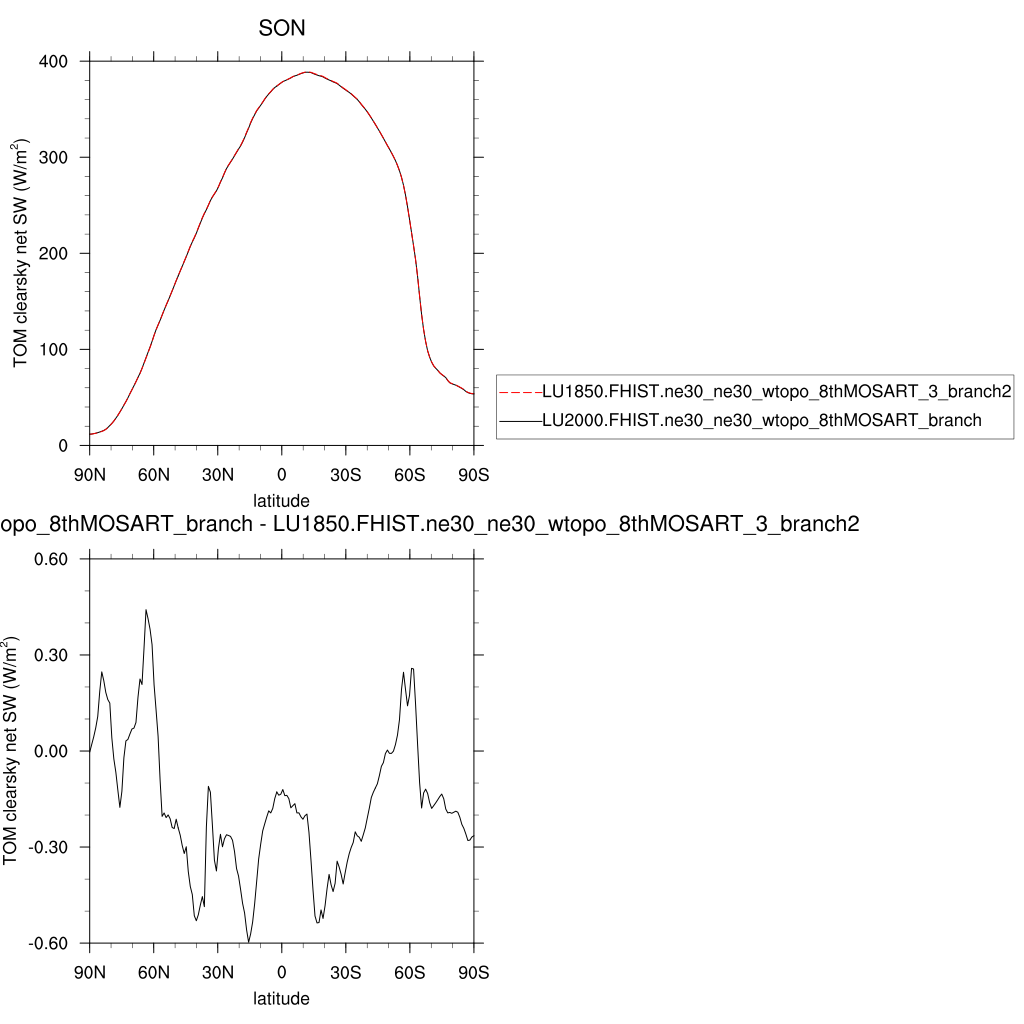 SON
400
300
200
100
0
TOM clearsky net SW (W/m2)
90N 60N 30N 0 30S 60S 90S
latitude
LU1850.FHIST.ne30_ne30_wtopo_8thMOSART_3_branch2
LU2000.FHIST.ne30_ne30_wtopo_8thMOSART_branch
opo_8thMOSART_branch - LU1850.FHIST.ne30_ne30_wtopo_8thMOSART_3_branch2
0.60
0.30
0.00
-0.30
-0.60
TOM clearsky net SW (W/m2)
90N 60N 30N 0 30S 60S 90S
latitude